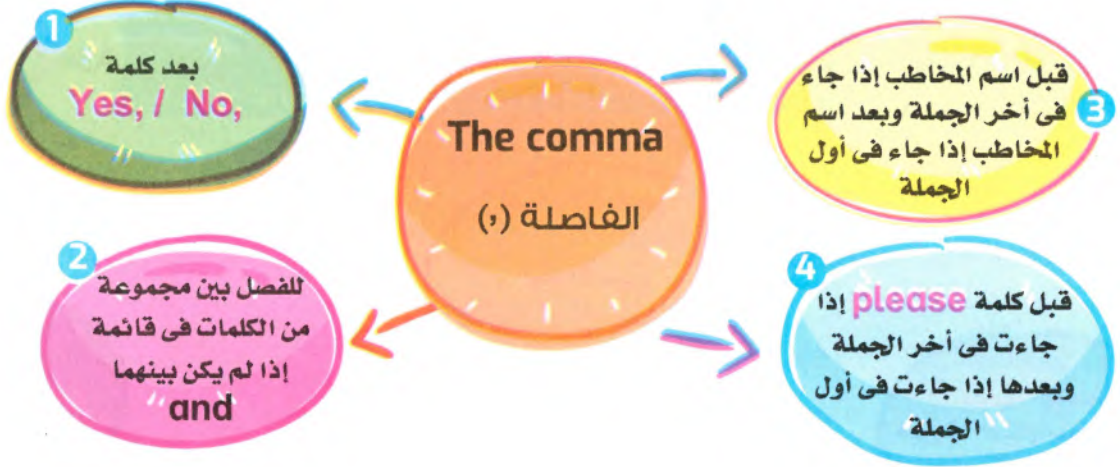 The comma
الفاصلة (,)
1
بعد كلمة
Yes, / No,
2
للفصل بين مجموعة
من الكلمات فى قائمة
إذا لم يكن بينهما
and
3
قبل اسم المخاطب إذا جاء
فى أخر الجملة وبعد اسم
المخاطب إذا جاء فى أول
الجملة
4
قبل كلمة please إذا
جاءت فى أخر الجملة
وبعدها إذا جاءت فى أول
الجملة